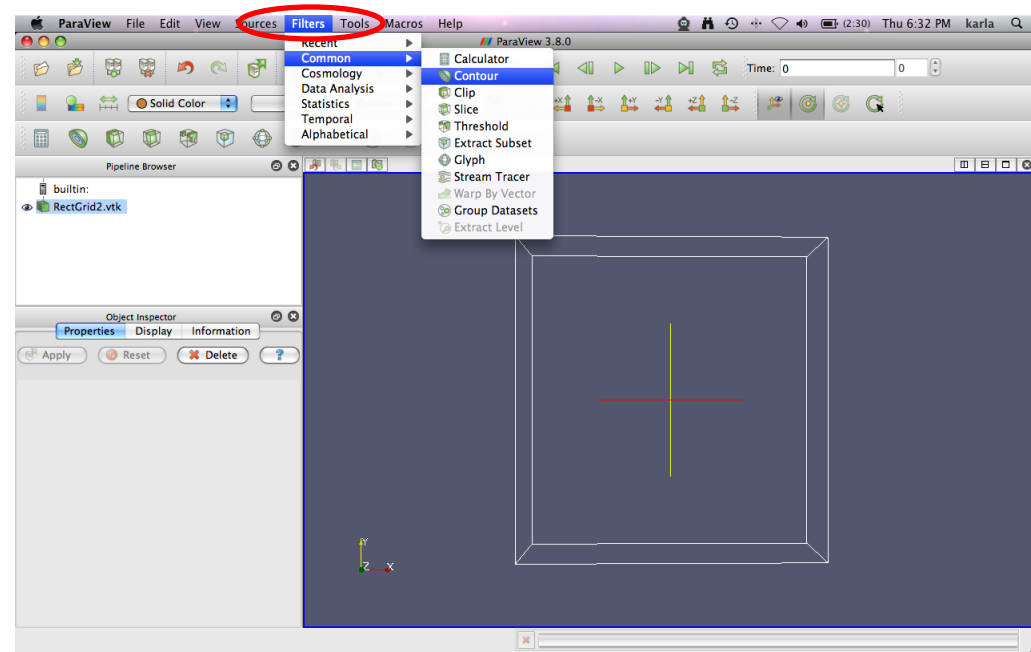 ParaView File Edit View Sources Filters Tools Macros Help (2:30) Thu 6:32 PM karla
ParaView 3.8.0
Recent
Common
Cosmology
Data Analysis
Statistics
Temporal
Alphabetical
Calculator
Contour
Clip
Slice
Threshold
Extract Subset
Glyph
Stream Tracer
Warp By Vector
Group Datasets
Extract Level
Time: 0 0
Solid Color
+X -X +Y -Y +Z -Z
Pipeline Browser
builtin:
RectGrid2.vtk
Object Inspector
Properties Display Information
Apply Reset Delete ?
Y
Z X